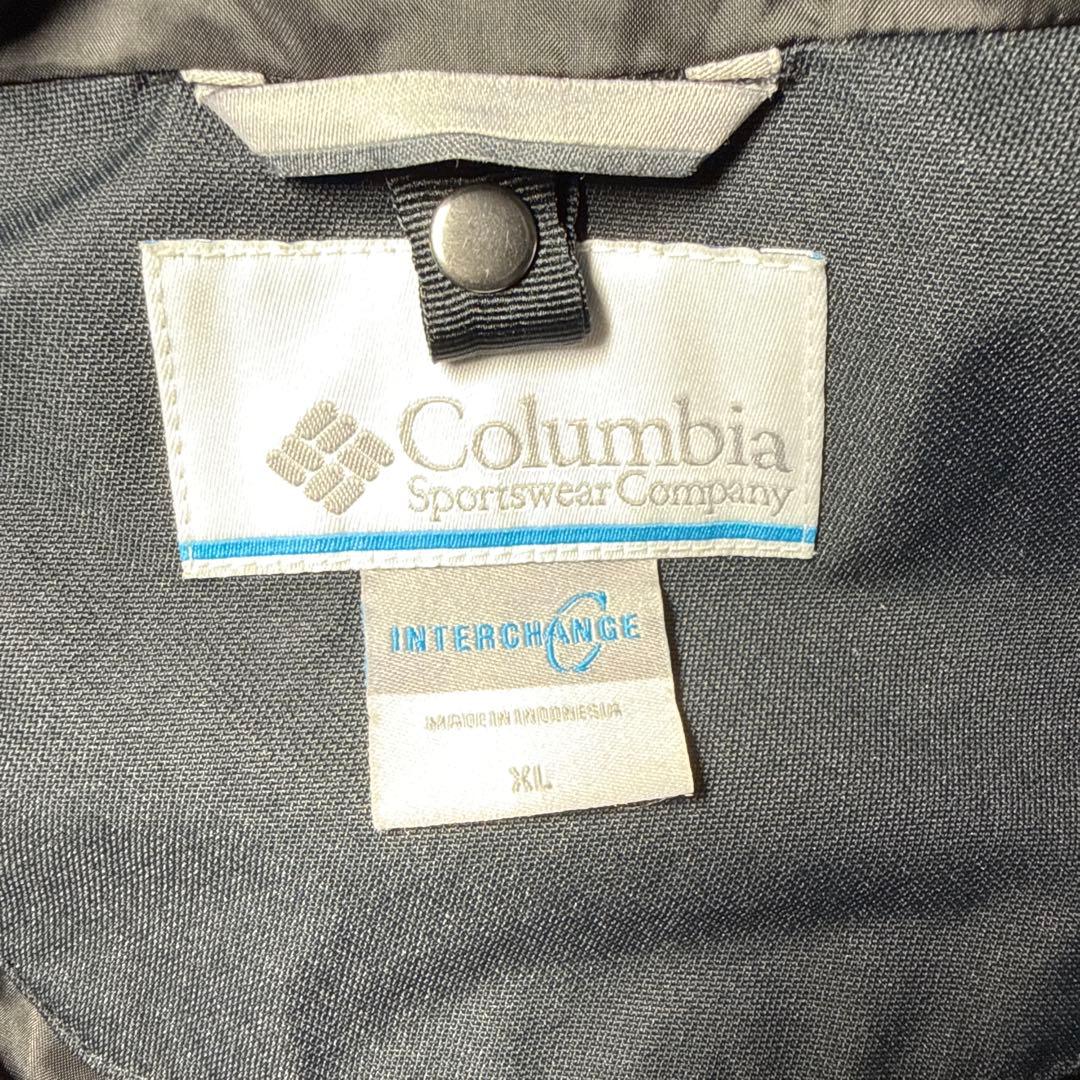 Columbia
Sportswear Company
INTERCHANGE
MADE IN INDONESIA
XL